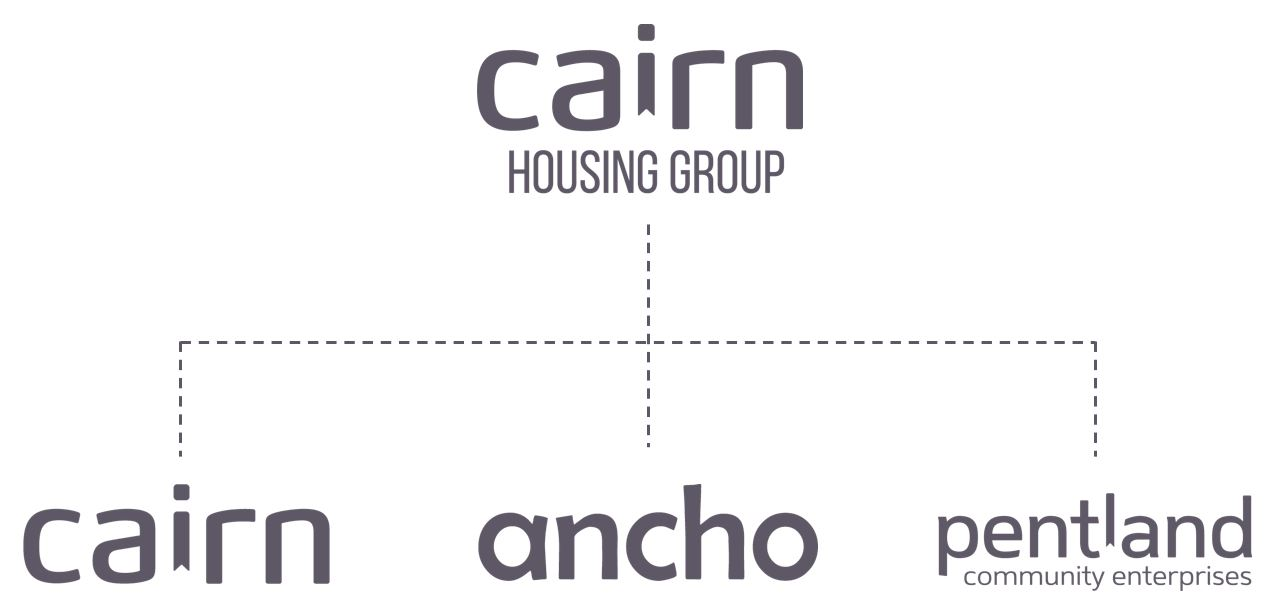 cairn
HOUSING GROUP
cairn
ancho
pentland
community enterprises